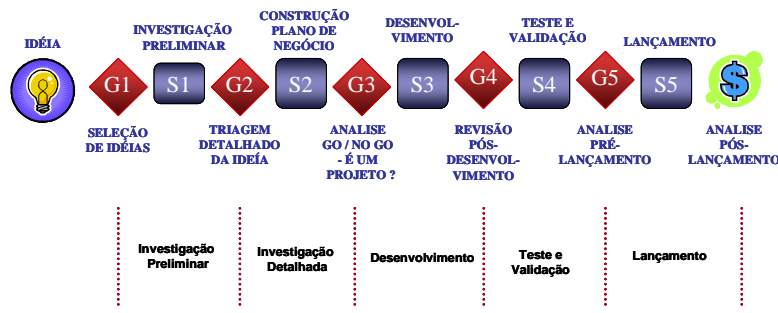 IDÉIA
INVESTIGAÇÃO
PRELIMINAR
CONSTRUÇÃO
PLANO DE
NEGÓCIO
DESENVOL-
VIMENTO
TESTE E
VALIDAÇÃO
LANÇAMENTO
G1
S1
G2
S2
G3
S3
G4
S4
G5
S5
$
SELEÇÃO
DE IDÉIAS
TRIAGEM
DETALHADO
DA IDEÍA
ANALISE
GO / NO GO
- É UM
PROJETO ?
REVISÃO
PÓS-
DESENVOL-
VIMENTO
ANALISE
PRÉ-
LANÇAMENTO
ANALISE
PÓS-
LANÇAMENTO
Investigação
Preliminar
Investigação
Detalhada
Desenvolvimento
Teste e
Validação
Lançamento